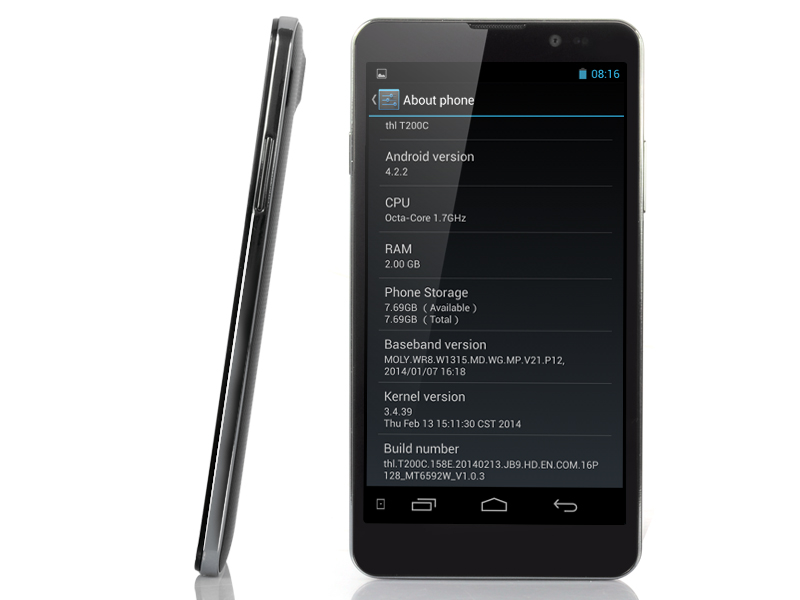 08:16
About phone
thl T200C
Android version
4.2.2
CPU
Octa-Core 1.7GHz
RAM
2.00 GB
Phone Storage
7.69GB ( Available )
7.69GB ( Total )
Baseband version
MOLY.WR8.W1315.MD.WG.MP.V21.P12,
2014/01/07 16:18
Kernel version
3.4.39
Thu Feb 13 15:11:30 CST 2014
Build number
thl.T200C.158E.20140213.JB9.HD.EN.COM.16P
128_MT6592W_V1.0.3